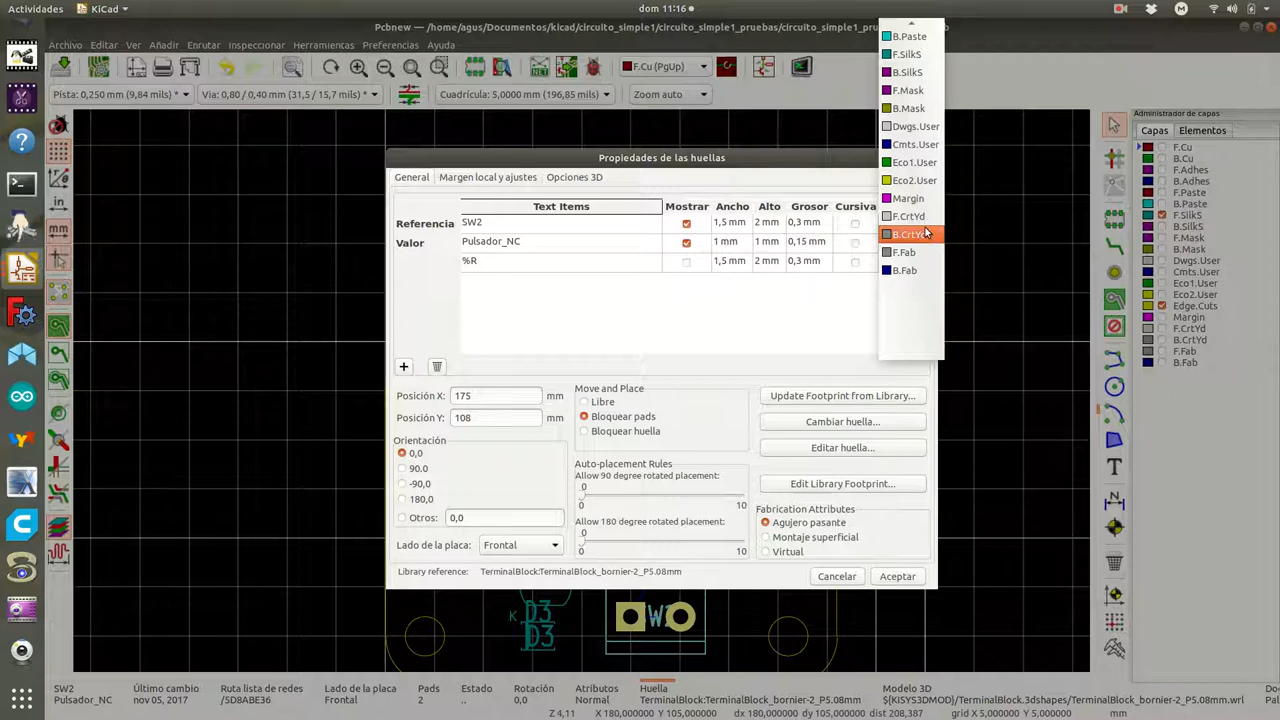 Actividades
KiCad
dom 11:16
Pcbnew — /home/agus/Documentos/kicad/circuito_simple1/circuito_simple1_pruebas/circuito_simple1_
Archivo Editar Ver Añadir Enrutar Inspeccionar Herramientas Preferencias Ayuda
F.Cu (PgUp)
Pista: 0,250 mm (9,84 mils) *
Via: 0,80 / 0,40 mm (31,5 / 15,7 mils) *
Cuadrícula: 5,0000 mm (196,85 mils)
Zoom auto
B.Paste
F.SilkS
B.SilkS
F.Mask
B.Mask
Dwgs.User
Cmts.User
Eco1.User
Eco2.User
Margin
F.CrtYd
B.CrtYd
F.Fab
B.Fab
Propiedades de las huellas
General Margen local y ajustes Opciones 3D
Text Items Mostrar Ancho Alto Grosor Cursiva
Referencia SW2 1,5 mm 2 mm 0,3 mm
Valor Pulsador_NC 1 mm 1 mm 0,15 mm
%R 1,5 mm 2 mm 0,3 mm
Posición X: 175 mm
Posición Y: 108 mm
Orientación
0,0
90.0
-90,0
180,0
Otros: 0,0
Lado de la placa: Frontal
Move and Place
Libre
Bloquear pads
Bloquear huella
Auto-placement Rules
Allow 90 degree rotated placement:
0
0 10
Allow 180 degree rotated placement:
0
0 10
Update Footprint from Library...
Cambiar huella...
Editar huella...
Edit Library Footprint...
Fabrication Attributes
Agujero pasante
Montaje superficial
Virtual
Library reference: TerminalBlock:TerminalBlock_bornier-2_P5.08mm
Cancelar Aceptar
Administrador de capas
Capas Elementos
F.Cu
B.Cu
F.Adhes
B.Adhes
F.Paste
B.Paste
F.SilkS
B.SilkS
F.Mask
B.Mask
Dwgs.User
Cmts.User
Eco1.User
Eco2.User
Edge.Cuts
Margin
F.CrtYd
B.CrtYd
F.Fab
B.Fab
in
mm
K D3
D3
SW2
Último cambio Ruta lista de redes Lado de la placa Pads Estado Rotación Atributos Huella Modelo 3D
Pulsador_NC nov 05, 2017 /5D8ABE36 Frontal 2 .. 0,0 Normal TerminalBlock:TerminalBlock_bornier-2_P5.08mm ${KISYS3DMOD}/TerminalBlock.3dshapes/TerminalBlock_bornier-2_P5.08mm.wrl
Z 4,11 X 180,000000 Y 105,000000 dx 180,000000 dy 105,000000 dist 208,387 grid X 5,000000 Y 5,000000 mm